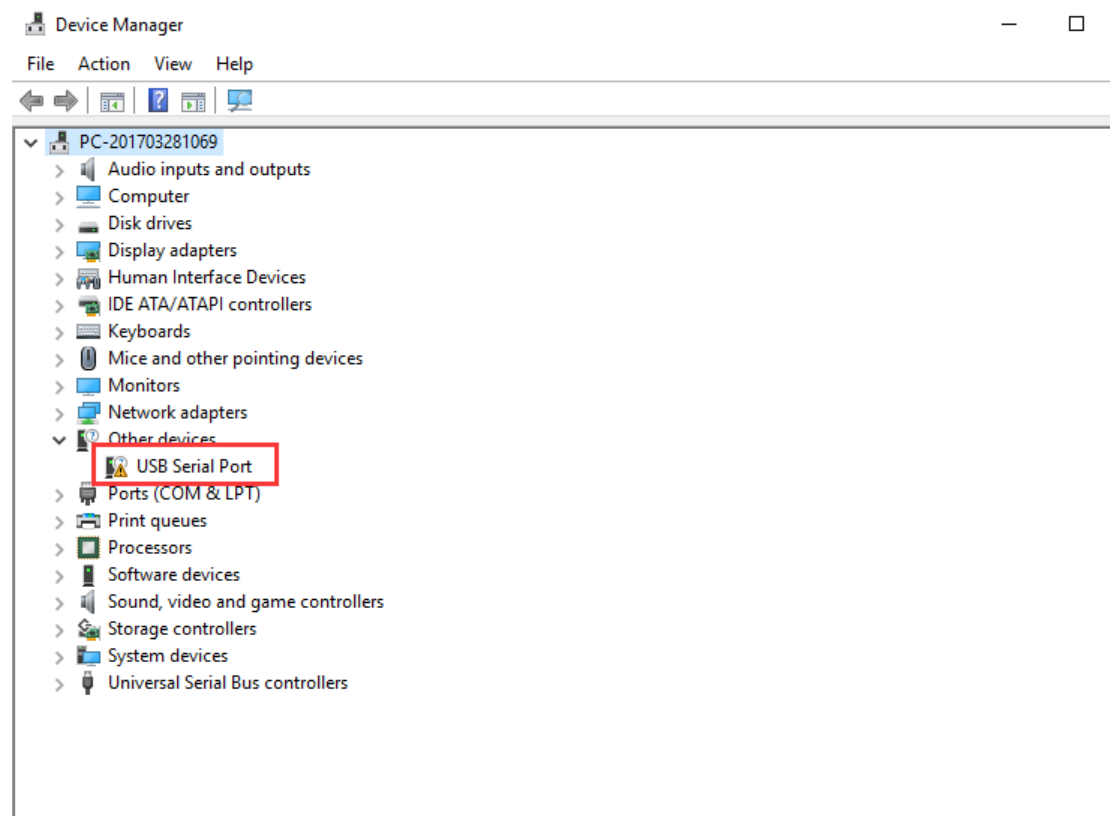 Device Manager
File Action View Help
PC-201703281069
Audio inputs and outputs
Computer
Disk drives
Display adapters
Human Interface Devices
IDE ATA/ATAPI controllers
Keyboards
Mice and other pointing devices
Monitors
Network adapters
Other devices
USB Serial Port
Ports (COM & LPT)
Print queues
Processors
Software devices
Sound, video and game controllers
Storage controllers
System devices
Universal Serial Bus controllers